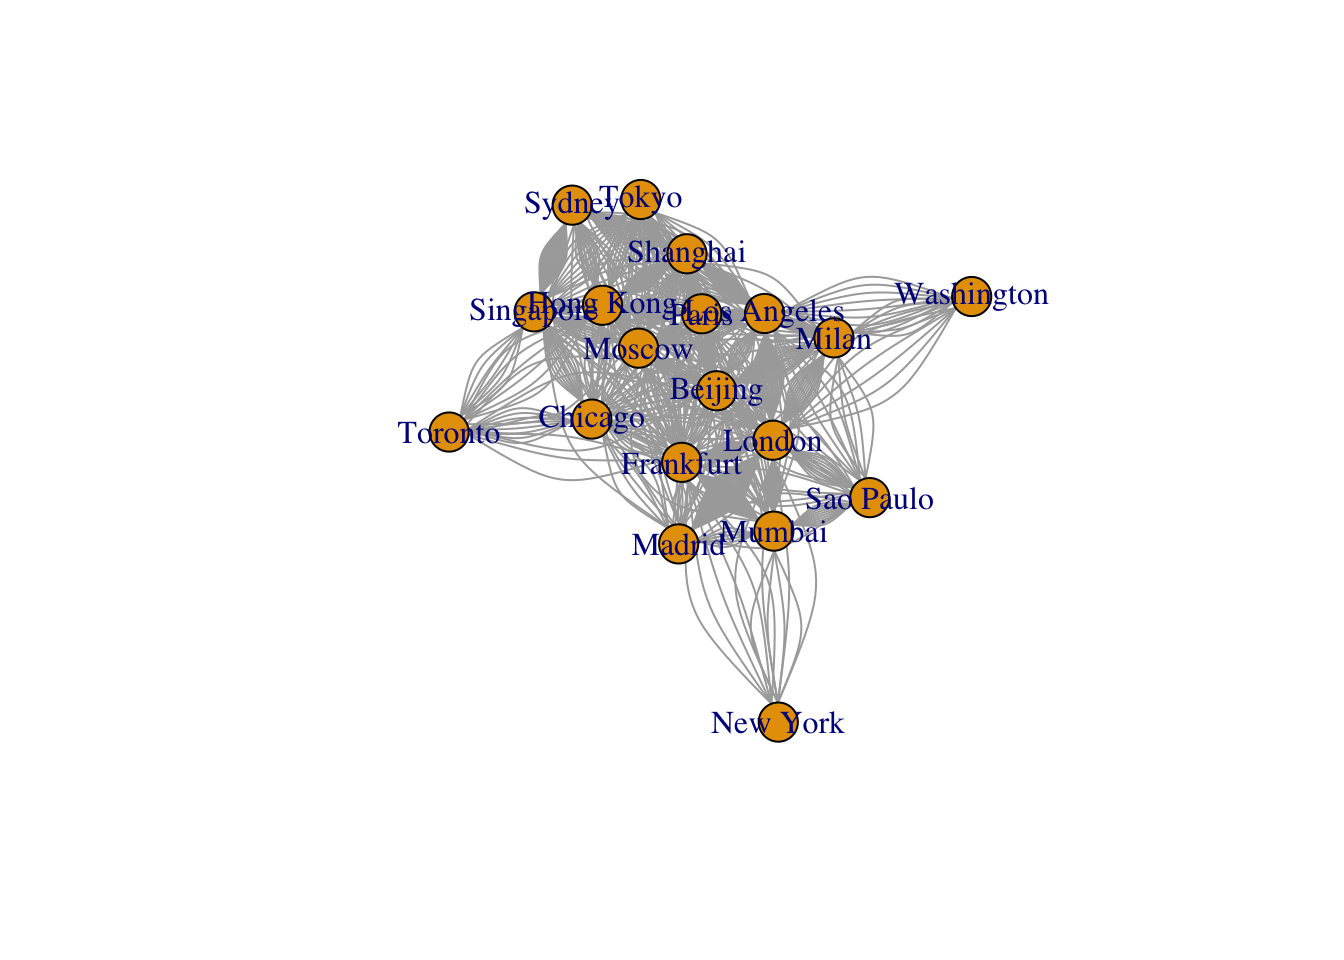 Sydney
Tokyo
Shanghai
Washington
Singapore
Hong Kong
Paris
Los Angeles
Milan
Moscow
Beijing
Chicago
Toronto
London
Frankfurt
Sao Paulo
Mumbai
Madrid
New York